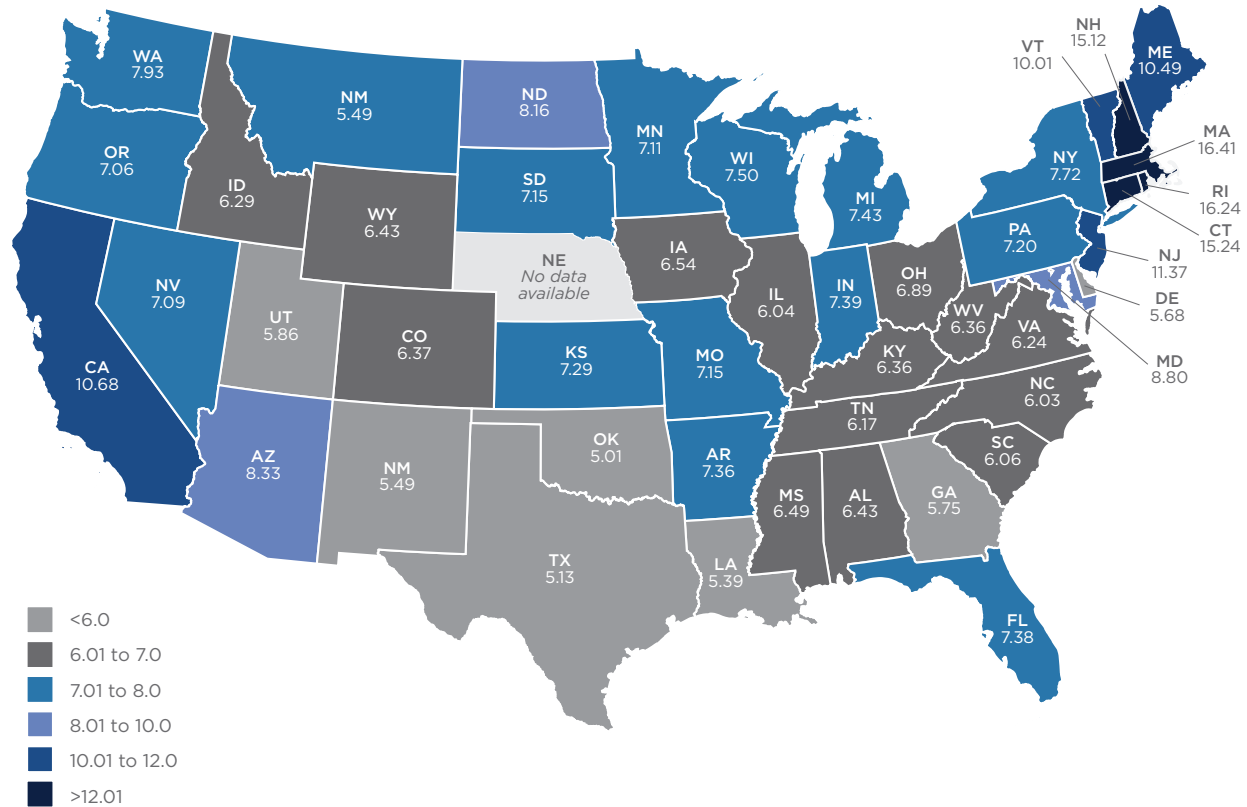 WA
7.93
NM
5.49
ND
8.16
MN
7.11
WI
7.50
MI
7.43
NY
7.72
VT
10.01
NH
15.12
ME
10.49
MA
16.41
RI
16.24
CT
15.24
NJ
11.37
DE
5.68
MD
8.80
OR
7.06
ID
6.29
WY
6.43
SD
7.15
NE
No data
available
IA
6.54
IL
6.04
IN
7.39
OH
6.89
PA
7.20
WV
6.36
VA
6.24
KY
6.36
NV
7.09
UT
5.86
CO
6.37
KS
7.29
MO
7.15
CA
10.68
AZ
8.33
NM
5.49
OK
5.01
AR
7.36
TN
6.17
NC
6.03
SC
6.06
MS
6.49
AL
6.43
GA
5.75
TX
5.13
LA
5.39
FL
7.38
<6.0
6.01 to 7.0
7.01 to 8.0
8.01 to 10.0
10.01 to 12.0
>12.01